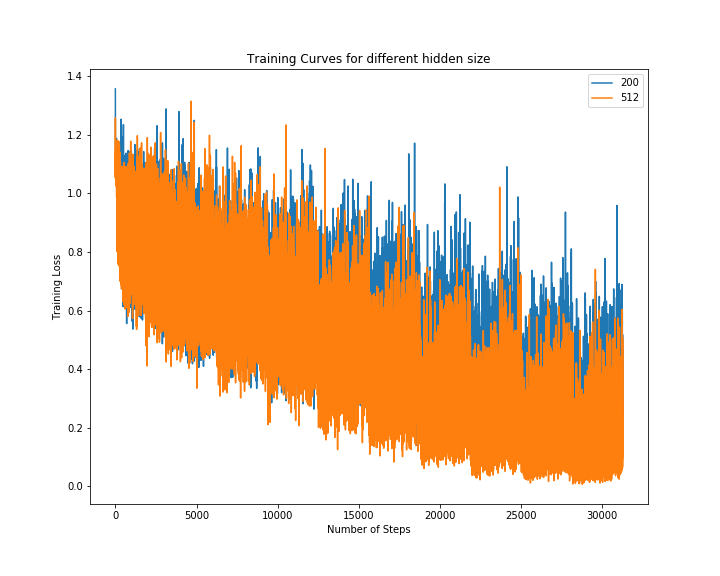 Training Curves for different hidden size
200
512
1.4
1.2
1.0
0.8
0.6
0.4
0.2
0.0
Training Loss
0 5000 10000 15000 20000 25000 30000
Number of Steps